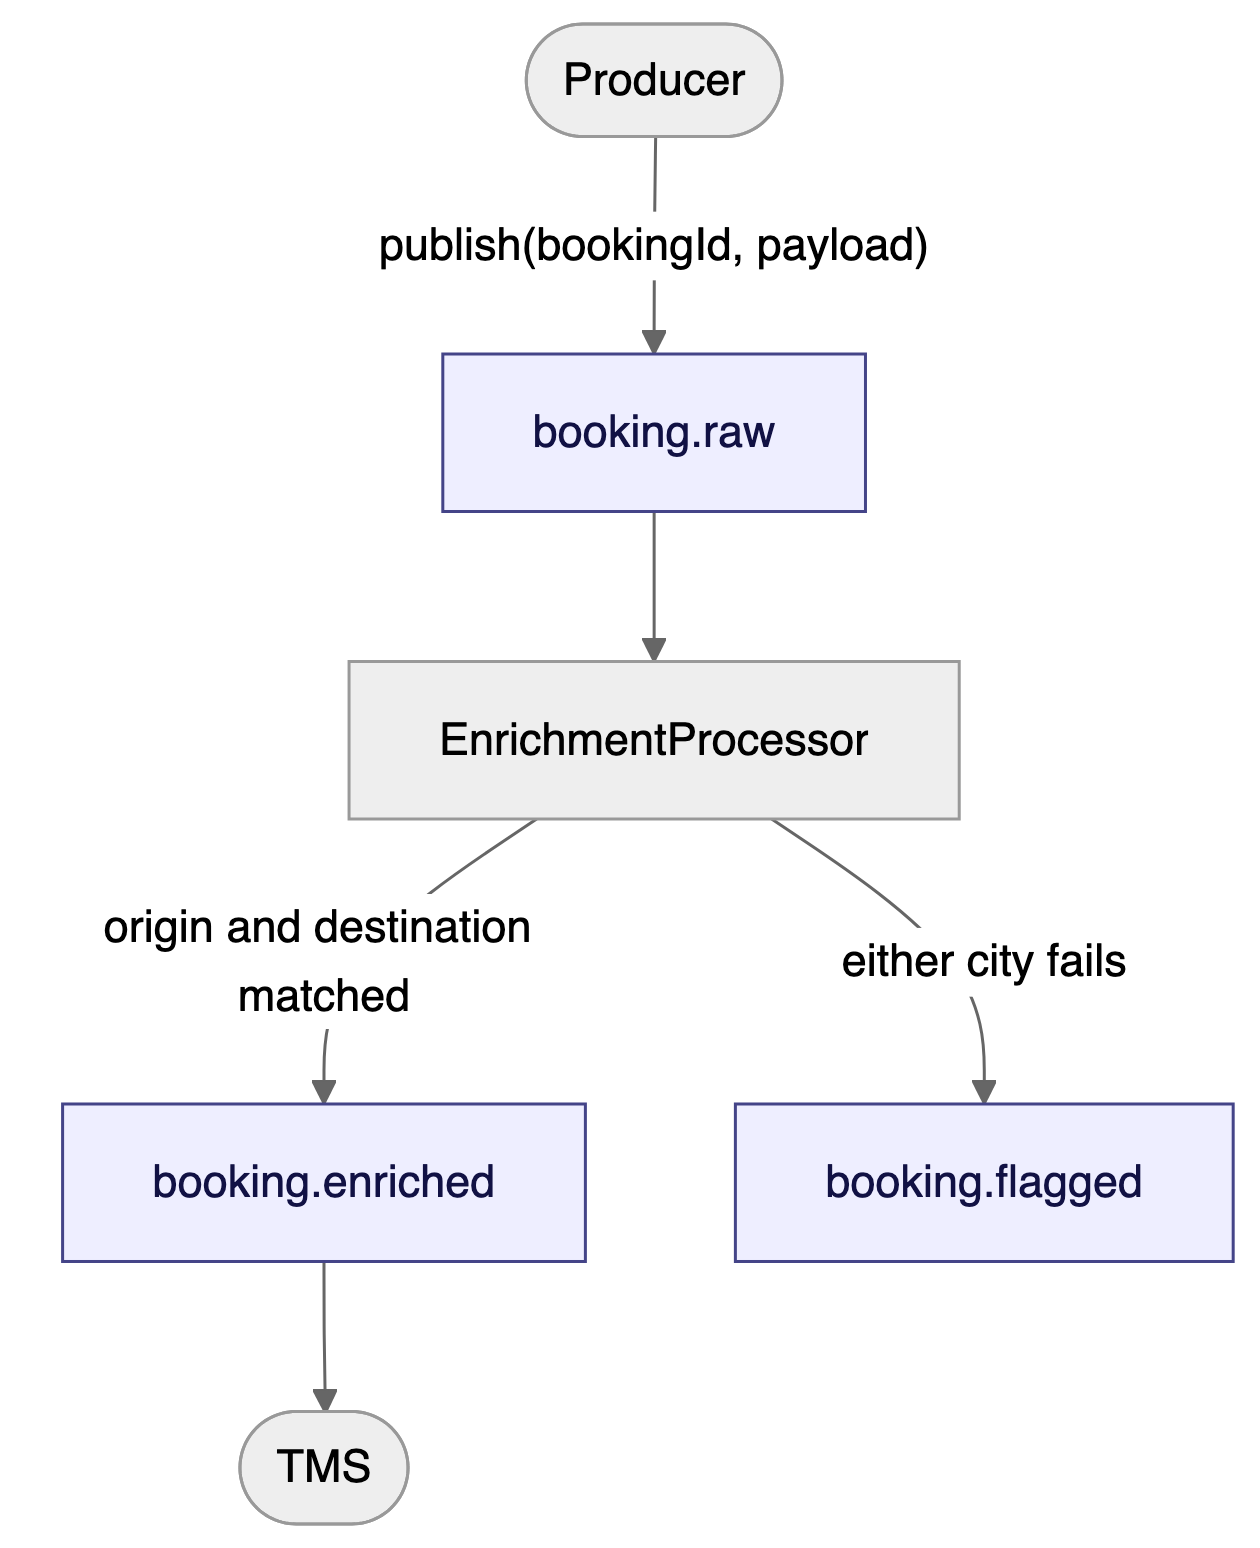 Producer
publish(bookingId, payload)
booking.raw
EnrichmentProcessor
origin and destination
matched
either city fails
booking.enriched
booking.flagged
TMS